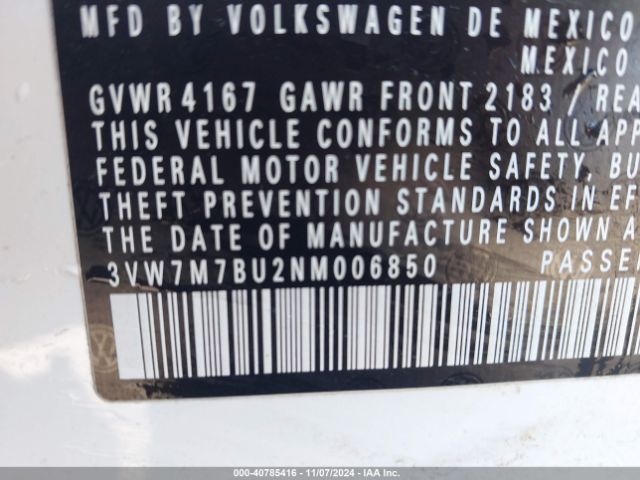 MFD BY VOLKSWAGEN DE MEXICO
MEXICO
GVWR 4167 GAWR FRONT 2183 / REA
THIS VEHICLE CONFORMS TO ALL APP
FEDERAL MOTOR VEHICLE SAFETY, BU
THEFT PREVENTION STANDARDS IN EF
THE DATE OF MANUFACTURE SHOWN A
3VW7M7BU2NM006850 PASSE
000-40785416 - 11/07/2024 - IAA Inc.